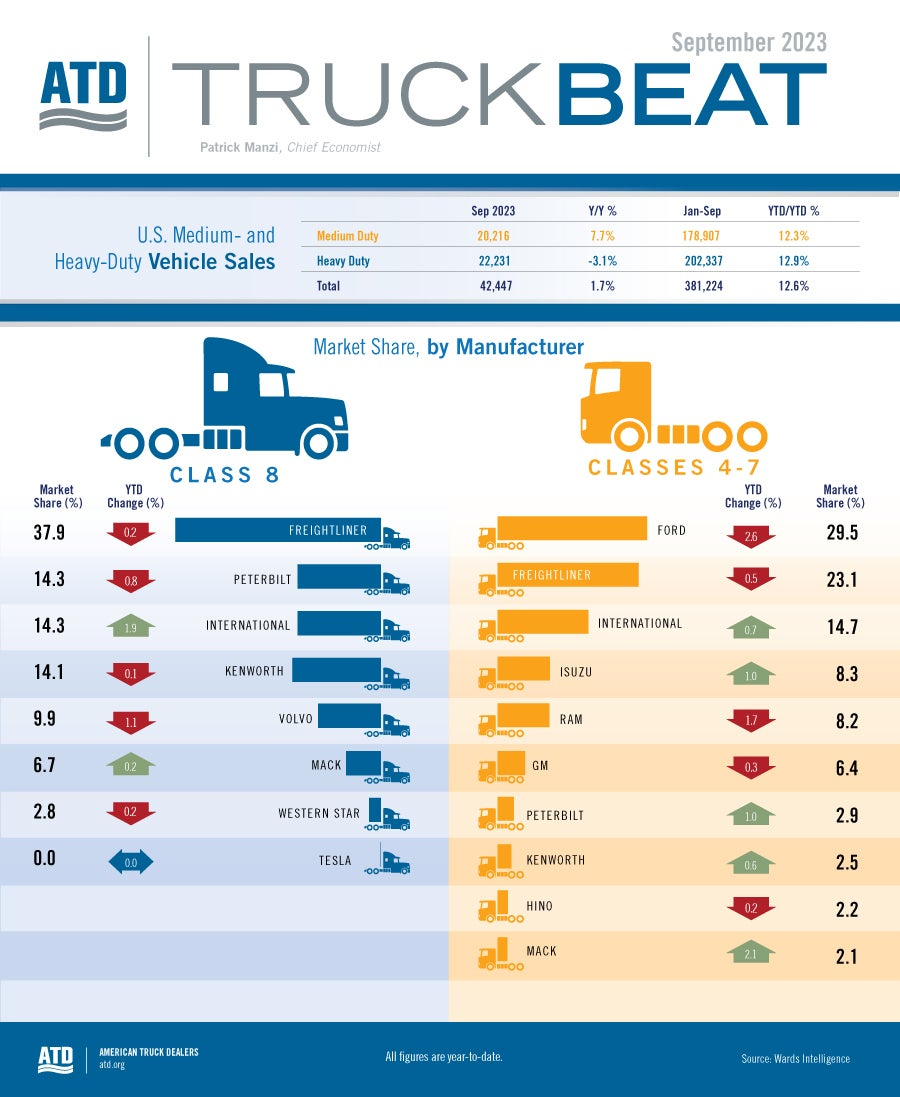 September 2023
ATD
TRUCKBEAT
Patrick Manzi, Chief Economist
U.S. Medium- and
Heavy-Duty Vehicle Sales
Sep 2023 Y/Y % Jan-Sep YTD/YTD %
Medium Duty 20,216 7.7% 178,907 12.3%
Heavy Duty 22,231 -3.1% 202,337 12.9%
Total 42,447 1.7% 381,224 12.6%
Market Share, by Manufacturer
CLASS 8
Market
Share (%)
YTD
Change (%)
37.9 0.2 FREIGHTLINER
14.3 0.8 PETERBILT
14.3 1.9 INTERNATIONAL
14.1 0.1 KENWORTH
9.9 1.1 VOLVO
6.7 0.2 MACK
2.8 0.2 WESTERN STAR
0.0 0.0 TESLA
CLASSES 4-7
YTD
Change (%)
Market
Share (%)
FORD 2.6 29.5
FREIGHTLINER 0.5 23.1
INTERNATIONAL 0.7 14.7
ISUZU 1.0 8.3
RAM 1.7 8.2
GM 0.3 6.4
PETERBILT 1.0 2.9
KENWORTH 0.6 2.5
HINO 0.2 2.2
MACK 2.1 2.1
ATD
AMERICAN TRUCK DEALERS
atd.org
All figures are year-to-date.
Source: Wards Intelligence